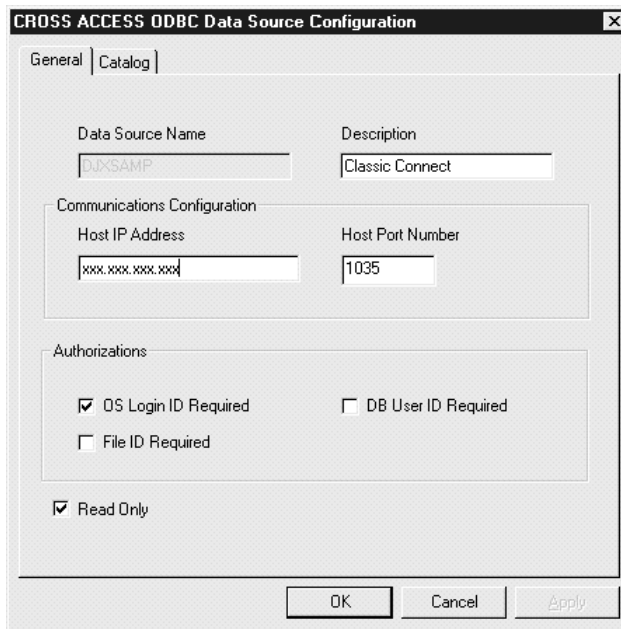 CROSS ACCESS ODBC Data Source Configuration
General Catalog
Data Source Name Description
DJXSAMP Classic Connect
Communications Configuration
Host IP Address Host Port Number
xxx.xxx.xxx.xxx 1035
Authorizations
OS Login ID Required DB User ID Required
File ID Required
Read Only
OK Cancel Apply